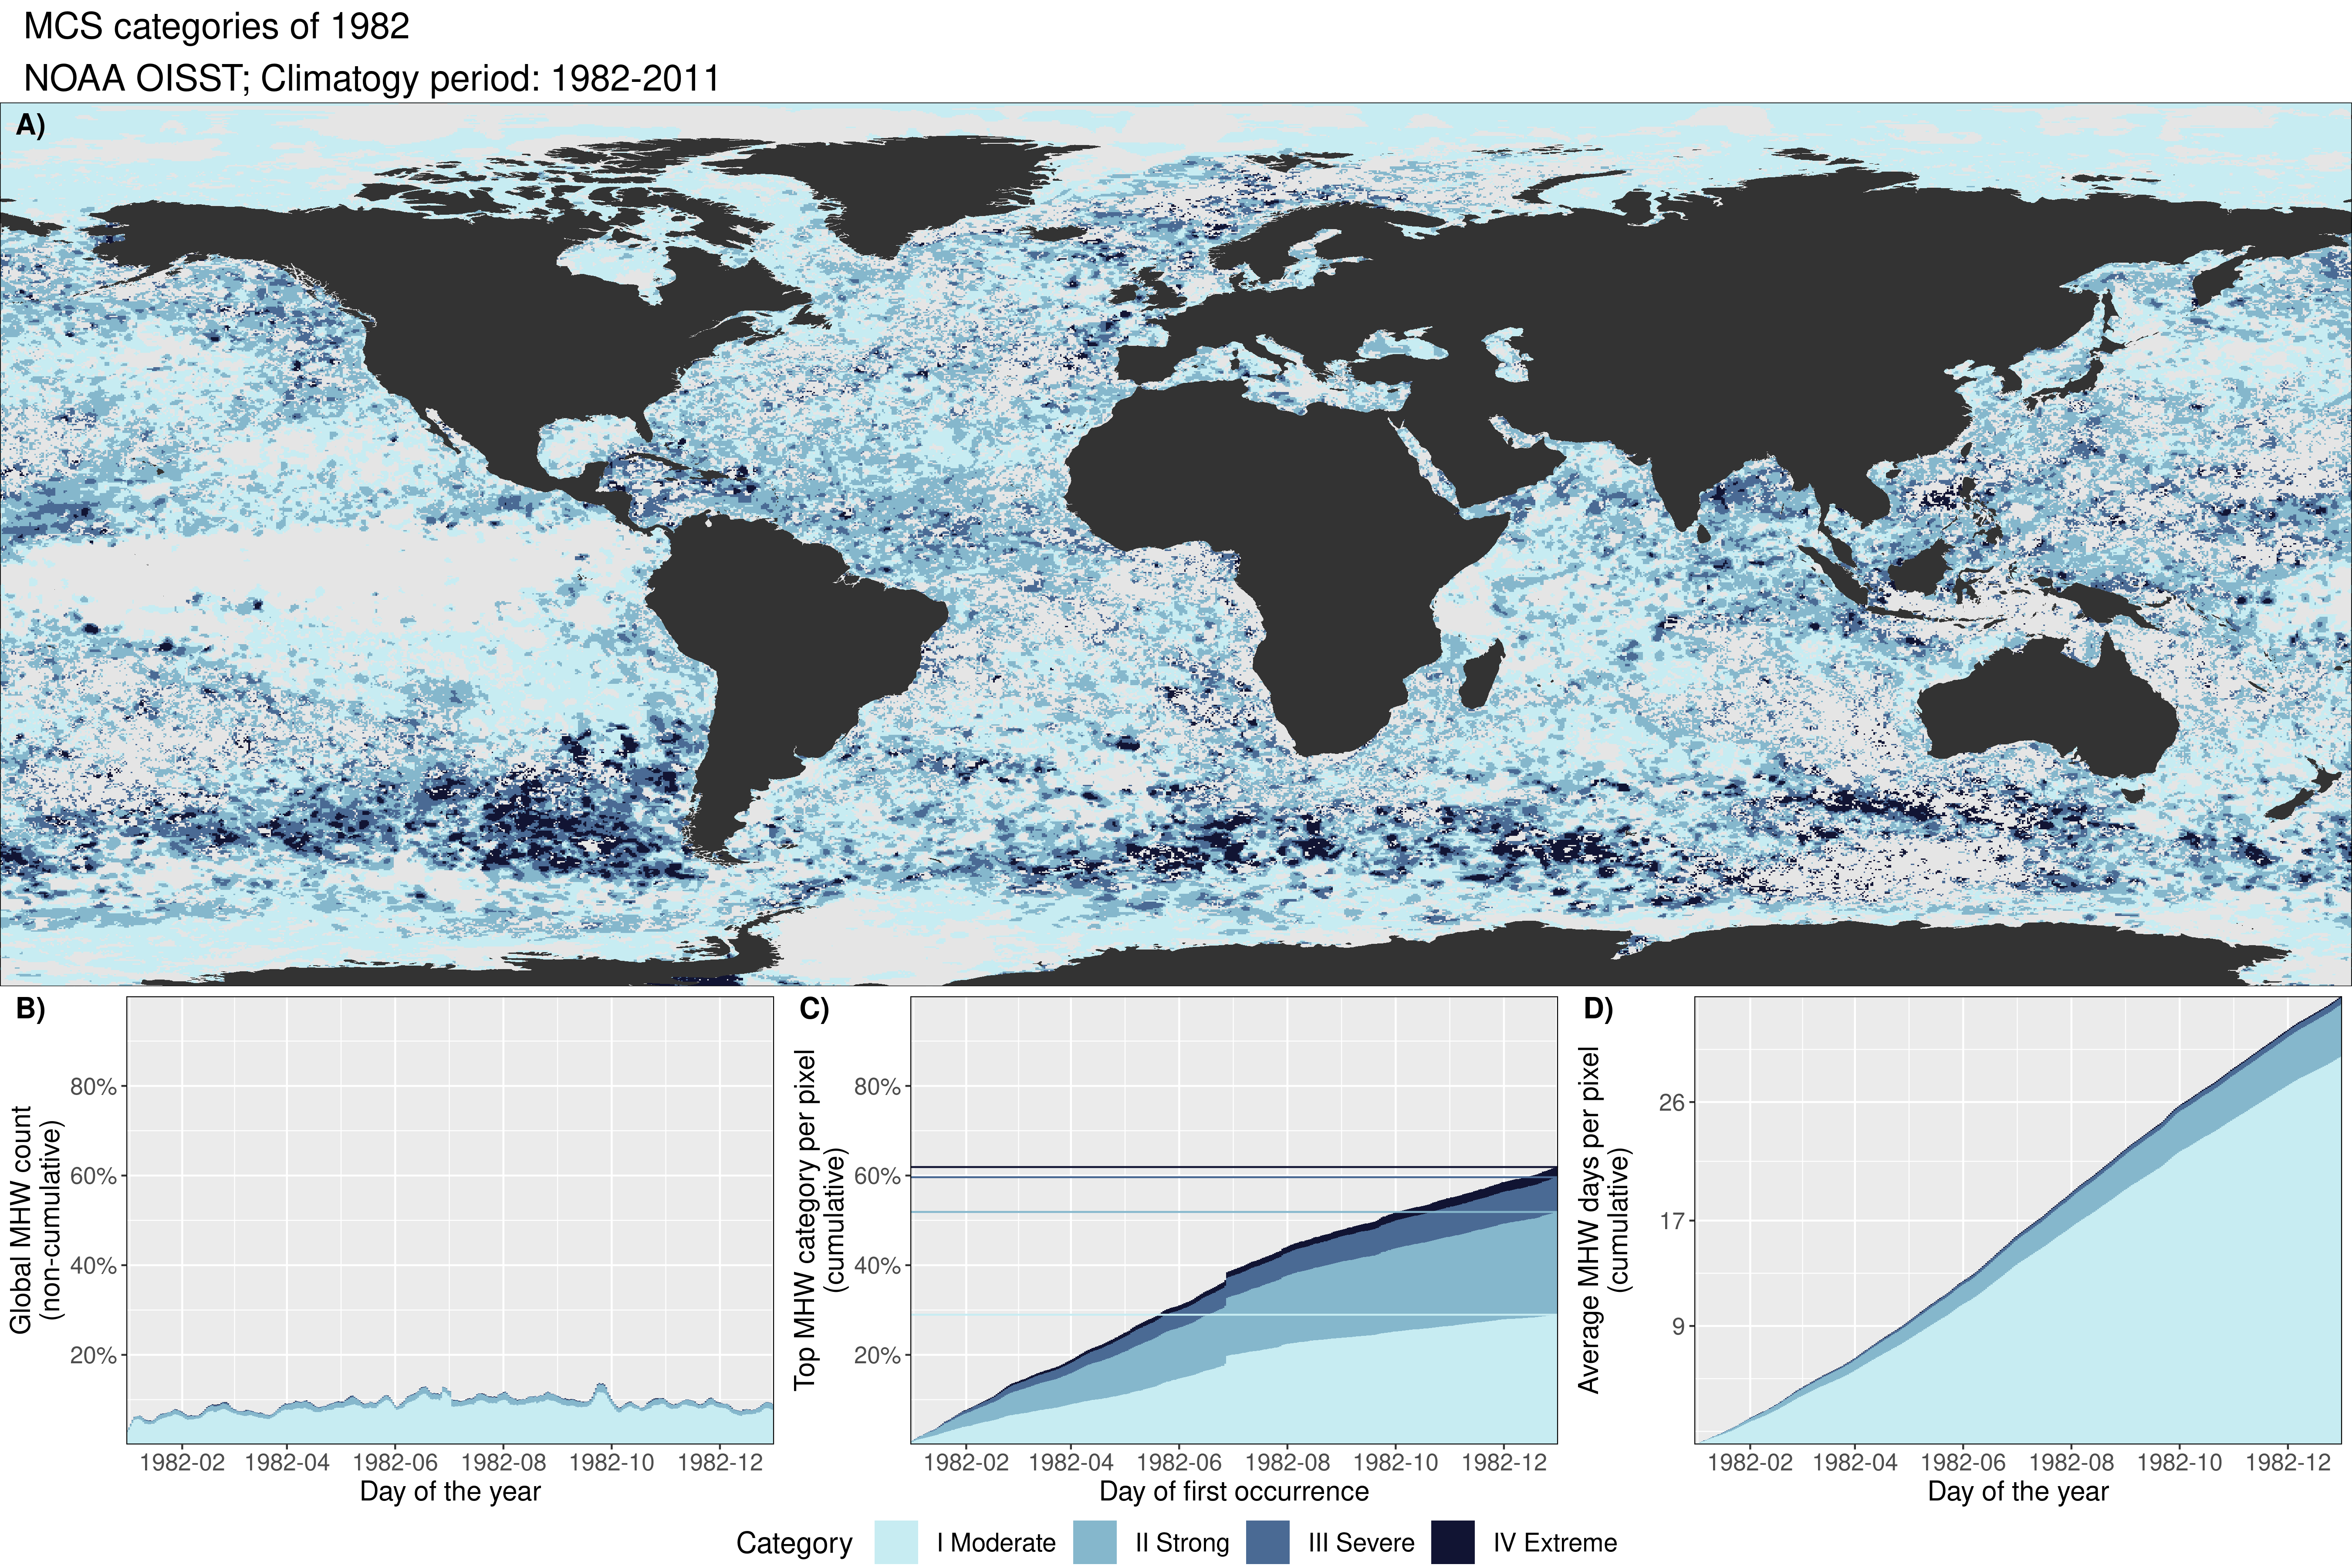 MCS categories of 1982
NOAA OISST; Climatogy period: 1982-2011
A)
B)
Global MHW count
(non-cumulative)
80%
60%
40%
20%
1982-02
1982-04
1982-06
1982-08
1982-10
1982-12
Day of the year
C)
Top MHW category per pixel
(cumulative)
80%
60%
40%
20%
1982-02
1982-04
1982-06
1982-08
1982-10
1982-12
Day of first occurrence
D)
Average MHW days per pixel
(cumulative)
26
17
9
1982-02
1982-04
1982-06
1982-08
1982-10
1982-12
Day of the year
Category
I Moderate
II Strong
III Severe
IV Extreme